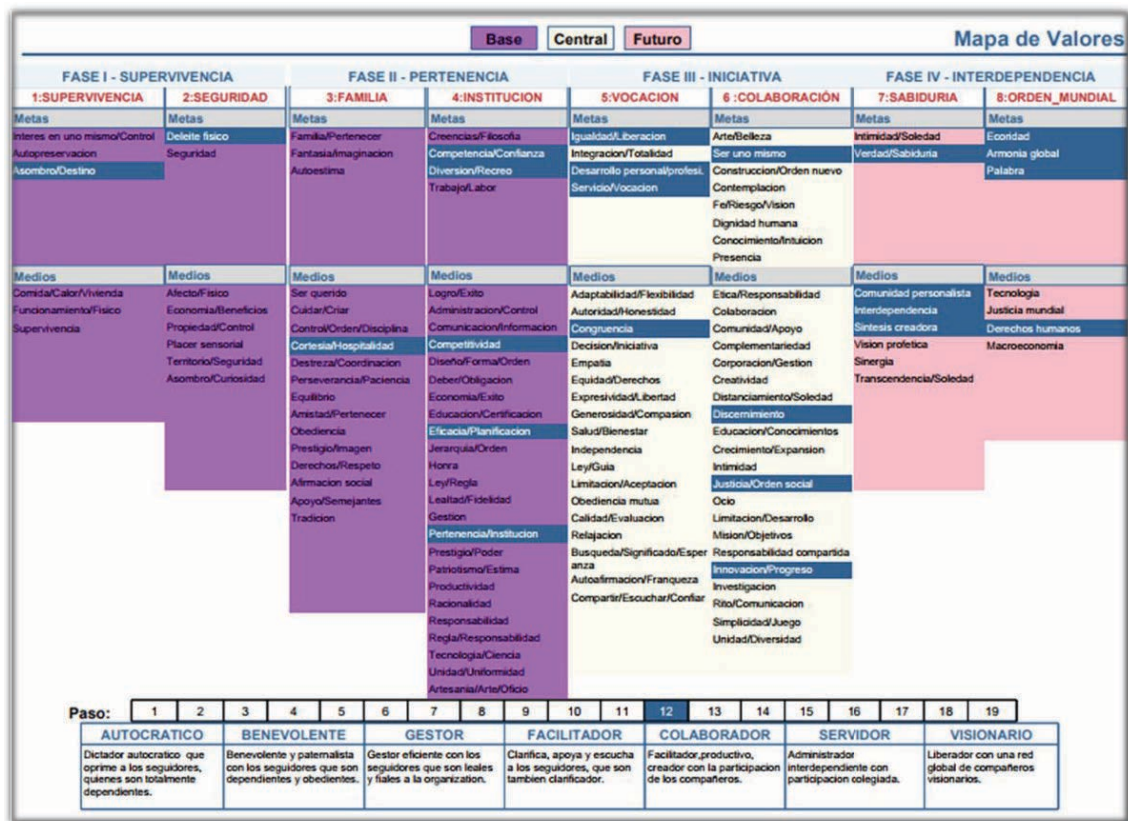 Base Central Futuro
Mapa de Valores
FASE I - SUPERVIVENCIA FASE II - PERTENENCIA FASE III - INICIATIVA FASE IV - INTERDEPENDENCIA
1:SUPERVIVENCIA 2:SEGURIDAD 3:FAMILIA 4:INSTITUCION 5:VOCACION 6 :COLABORACIÓN 7:SABIDURIA 8:ORDEN_MUNDIAL
Metas
Interes en uno mismo/Control
Autopreservacion
Asombro/Destino
Metas
Deleite fisico
Seguridad
Metas
Familia/Pertenecer
Fantasia/Imaginacion
Autoestima
Metas
Creencias/Filosofia
Competencia/Confianza
Diversion/Recreo
Trabajo/Labor
Metas
Igualdad/Liberacion
Integracion/Totalidad
Desarrollo personal/profesi.
Servicio/Vocacion
Metas
Arte/Belleza
Ser uno mismo
Construccion/Orden nuevo
Contemplacion
Fe/Riesgo/Vision
Dignidad humana
Conocimiento/Intuicion
Presencia
Metas
Intimidad/Soledad
Verdad/Sabiduria
Metas
Ecoridad
Armonia global
Palabra
Medios
Comida/Calor/Vivienda
Funcionamiento/Fisico
Supervivencia
Medios
Afecto/Fisico
Economia/Beneficios
Propiedad/Control
Placer sensorial
Territorio/Seguridad
Asombro/Curiosidad
Medios
Ser querido
Cuidar/Criar
Control/Orden/Disciplina
Cortesia/Hospitalidad
Destreza/Coordinacion
Perseverancia/Paciencia
Equilibrio
Amistad/Pertenecer
Obediencia
Prestigio/Imagen
Derechos/Respeto
Afirmacion social
Apoyo/Semejantes
Tradicion
Medios
Logro/Exito
Administracion/Control
Comunicacion/Informacion
Competitividad
Diseño/Forma/Orden
Deber/Obligacion
Economia/Exito
Educacion/Certificacion
Eficacia/Planificacion
Jerarquia/Orden
Honra
Ley/Regla
Lealtad/Fidelidad
Gestion
Pertenencia/Institucion
Prestigio/Poder
Patriotismo/Estima
Productividad
Racionalidad
Responsabilidad
Regla/Responsabilidad
Tecnologia/Ciencia
Unidad/Uniformidad
Artesania/Arte/Oficio
Medios
Adaptabilidad/Flexibilidad
Autoridad/Honestidad
Congruencia
Decision/Iniciativa
Empatia
Equidad/Derechos
Expresividad/Libertad
Generosidad/Compasion
Salud/Bienestar
Independencia
Ley/Guia
Limitacion/Aceptacion
Obediencia mutua
Calidad/Evaluacion
Relajacion
Busqueda/Significado/Esper
anza
Autoafirmacion/Franqueza
Compartir/Escuchar/Confiar
Medios
Etica/Responsabilidad
Colaboracion
Comunidad/Apoyo
Complementariedad
Corporacion/Gestion
Creatividad
Distanciamiento/Soledad
Discernimiento
Educacion/Conocimientos
Crecimiento/Expansion
Intimidad
Justicia/Orden social
Ocio
Limitacion/Desarrollo
Mision/Objetivos
Responsabilidad compartida
Innovacion/Progreso
Investigacion
Rito/Comunicacion
Simplicidad/Juego
Unidad/Diversidad
Medios
Comunidad personalista
Interdependencia
Sintesis creadora
Vision profetica
Sinergia
Transcendencia/Soledad
Medios
Tecnologia
Justicia mundial
Derechos humanos
Macroeconomia
Paso: 1 2 3 4 5 6 7 8 9 10 11 12 13 14 15 16 17 18 19
AUTOCRATICO
Dictador autocratico que
oprime a los seguidores,
quienes son totalmente
dependientes.
BENEVOLENTE
Benevolente y paternalista
con los seguidores que son
dependientes y obedientes.
GESTOR
Gestor eficiente con los
seguidores que son leales
y fiales a la organization.
FACILITADOR
Clarifica, apoya y escucha
a los seguidores, que son
tambien clarificador.
COLABORADOR
Facilitador,productivo,
creador con la participacion
de los compañeros.
SERVIDOR
Administrador
interdependiente con
participacion colegiada.
VISIONARIO
Liberador con una red
global de compañeros
visionarios.